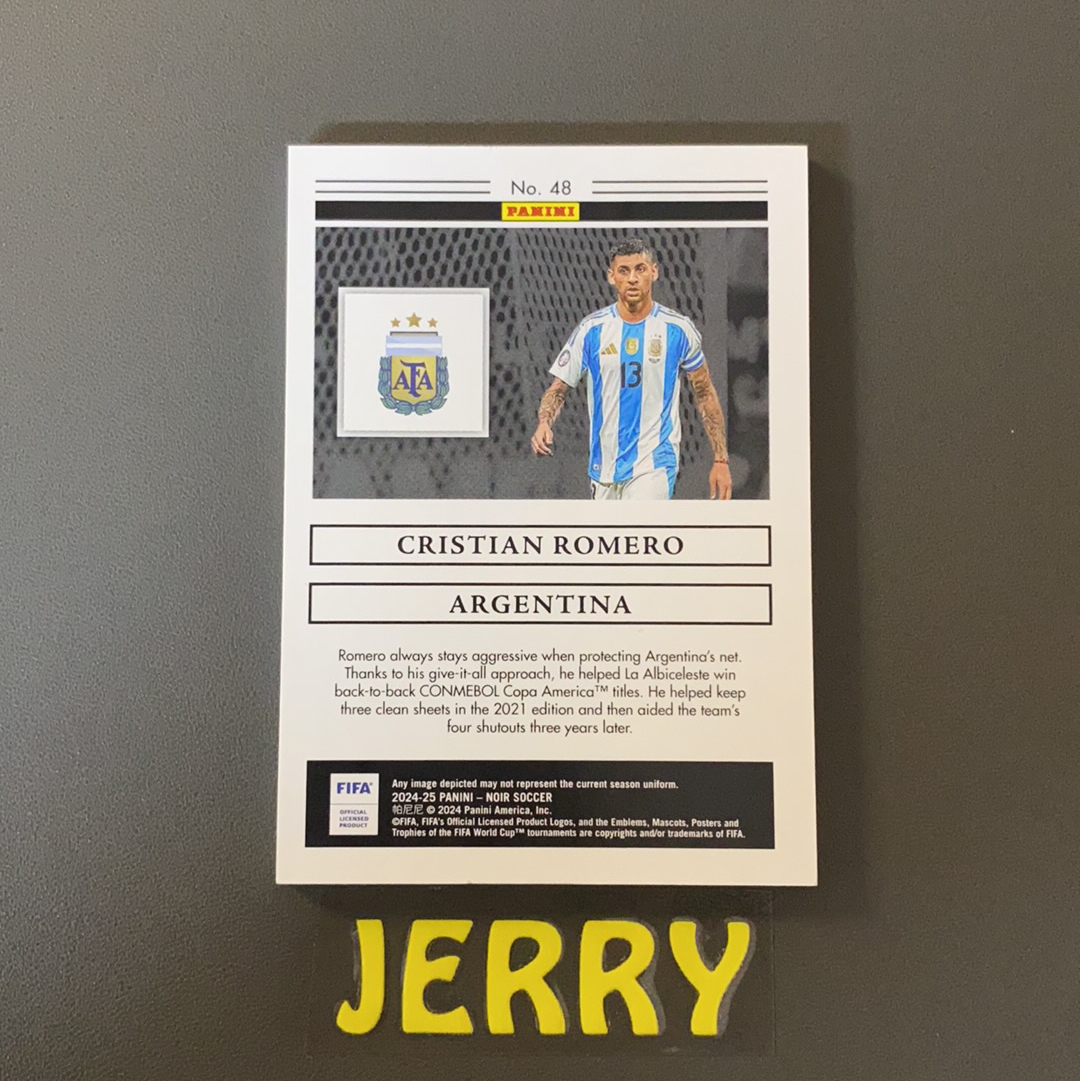 No. 48
PANINI
AFA
13
CRISTIAN ROMERO
ARGENTINA
Romero always stays aggressive when protecting Argentina's net.
Thanks to his give-it-all approach, he helped La Albiceleste win
back-to-back CONMEBOL Copa America™ titles. He helped keep
three clean sheets in the 2021 edition and then aided the team's
four shutouts three years later.
FIFA®
OFFICIAL
LICENSED
PRODUCT
Any image depicted may not represent the current season uniform.
2024-25 PANINI – NOIR SOCCER
帕尼尼 © 2024 Panini America, Inc.
©FIFA, FIFA's Official Licensed Product Logos, and the Emblems, Mascots, Posters and
Trophies of the FIFA World Cup™ tournaments are copyrights and/or trademarks of FIFA.
JERRY